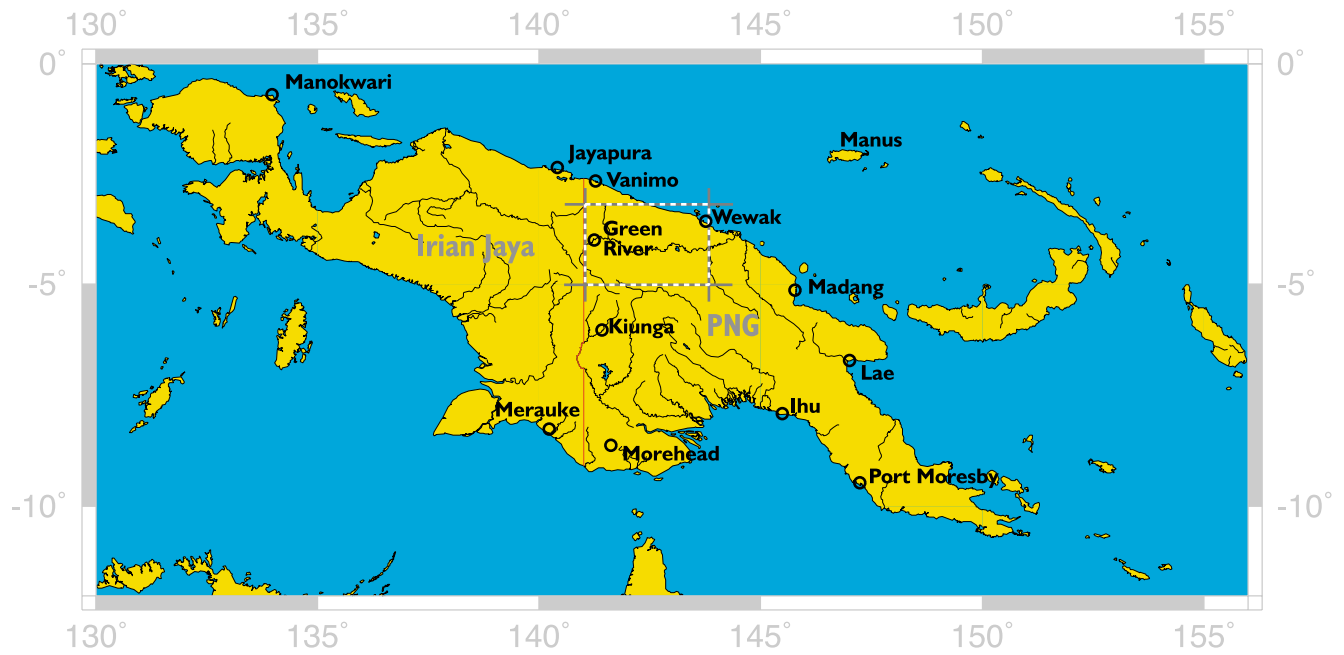 130° 135° 140° 145° 150° 155°
0° 0°
Manokwari
Manus
Jayapura
Vanimo
Wewak
Green
River
Irian Jaya
-5° -5°
Madang
PNG
Kiunga
Lae
Merauke
Ihu
Morehead
Port Moresby
-10° -10°
130° 135° 140° 145° 150° 155°